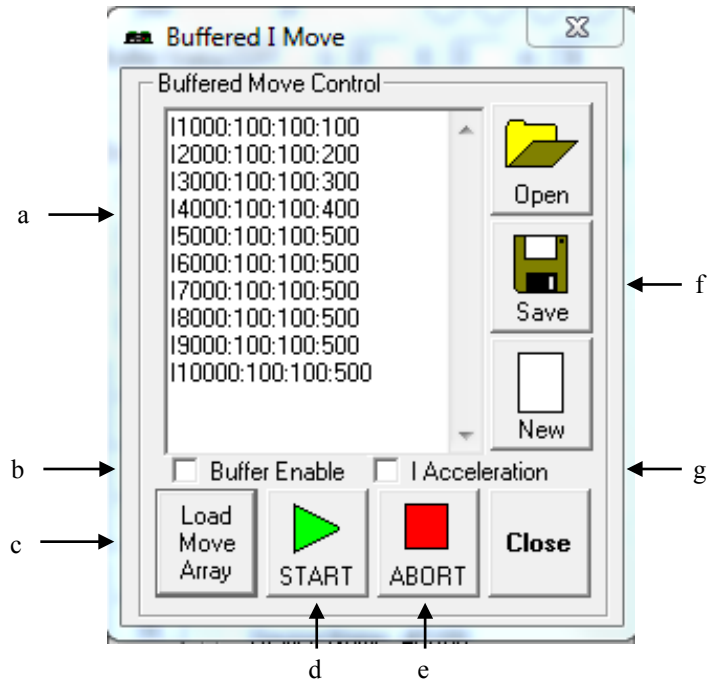 Buffered I Move
Buffered Move Control
I1000:100:100:100
I2000:100:100:200
I3000:100:100:300
I4000:100:100:400
I5000:100:100:500
I6000:100:100:500
I7000:100:100:500
I8000:100:100:500
I9000:100:100:500
I10000:100:100:500
Open
Save
New
Buffer Enable
I Acceleration
Load
Move
Array
START
ABORT
Close
a
b
c
d
e
f
g